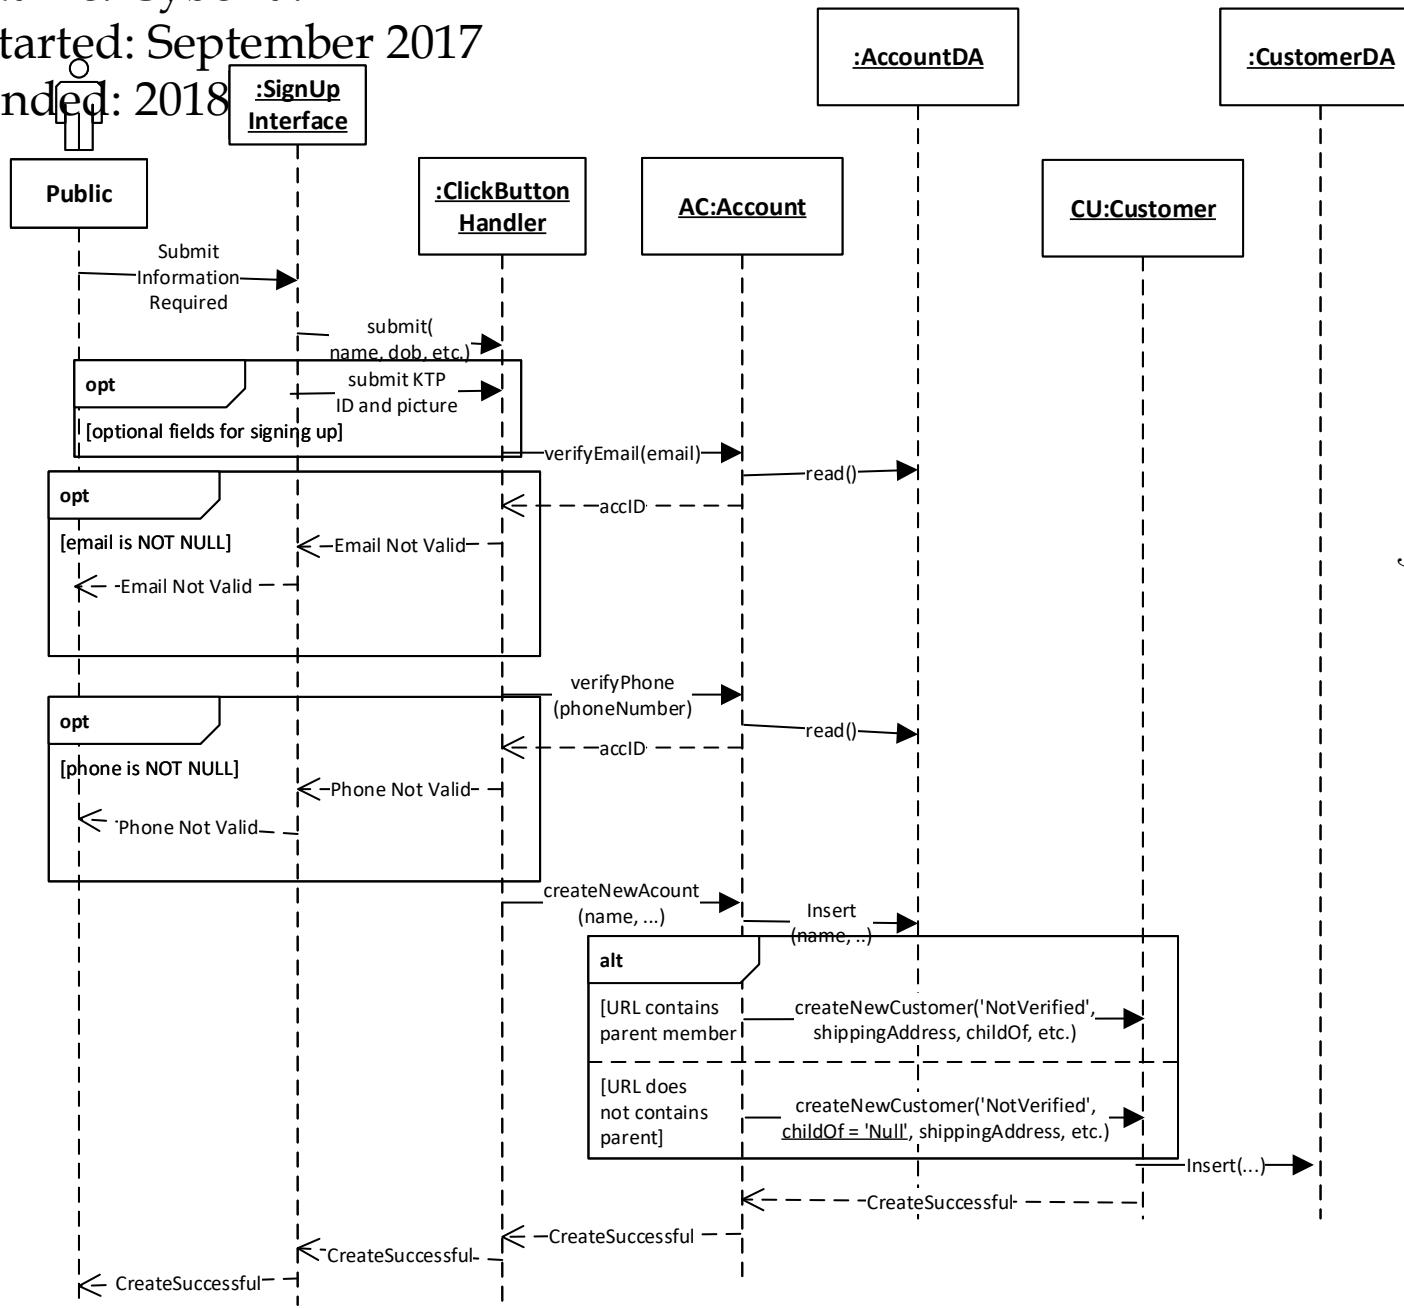 tarted: September 2017
nded: 2018
:SignUp
Interface
:AccountDA
:CustomerDA
Public
:ClickButton
Handler
AC:Account
CU:Customer
Submit
Information
Required
submit(
name, dob, etc.)
opt
submit KTP
ID and picture
[optional fields for signing up]
verifyEmail(email)
read()
opt
accID
[email is NOT NULL]
Email Not Valid
Email Not Valid
verifyPhone
(phoneNumber)
opt
read()
accID
[phone is NOT NULL]
Phone Not Valid
Phone Not Valid
createNewAcount
(name, ...)
Insert
(name, ..)
alt
[URL contains
parent member
createNewCustomer('NotVerified',
shippingAddress, childOf, etc.)
[URL does
not contains
parent]
createNewCustomer('NotVerified',
childOf = 'Null', shippingAddress, etc.)
Insert(...)
CreateSuccessful
CreateSuccessful
CreateSuccessful
CreateSuccessful